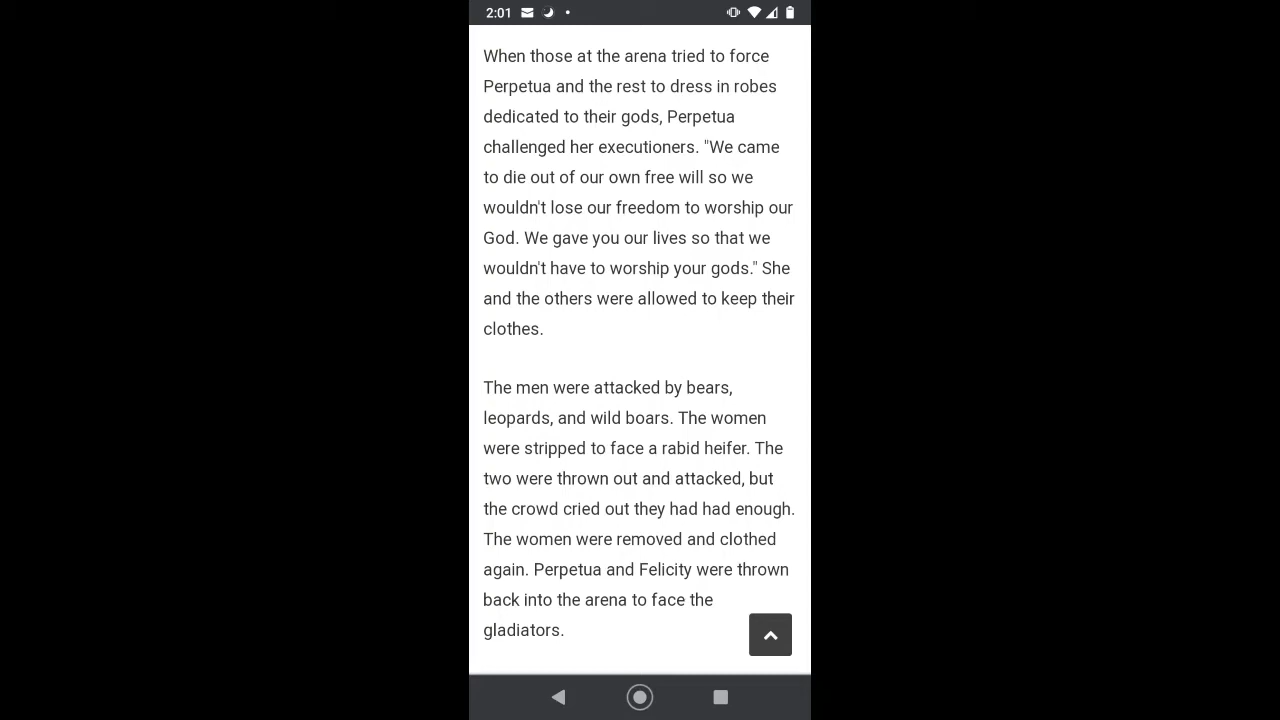 2:01
When those at the arena tried to force
Perpetua and the rest to dress in robes
dedicated to their gods, Perpetua
challenged her executioners. "We came
to die out of our own free will so we
wouldn't lose our freedom to worship our
God. We gave you our lives so that we
wouldn't have to worship your gods." She
and the others were allowed to keep their
clothes.
The men were attacked by bears,
leopards, and wild boars. The women
were stripped to face a rabid heifer. The
two were thrown out and attacked, but
the crowd cried out they had had enough.
The women were removed and clothed
again. Perpetua and Felicity were thrown
back into the arena to face the
gladiators.